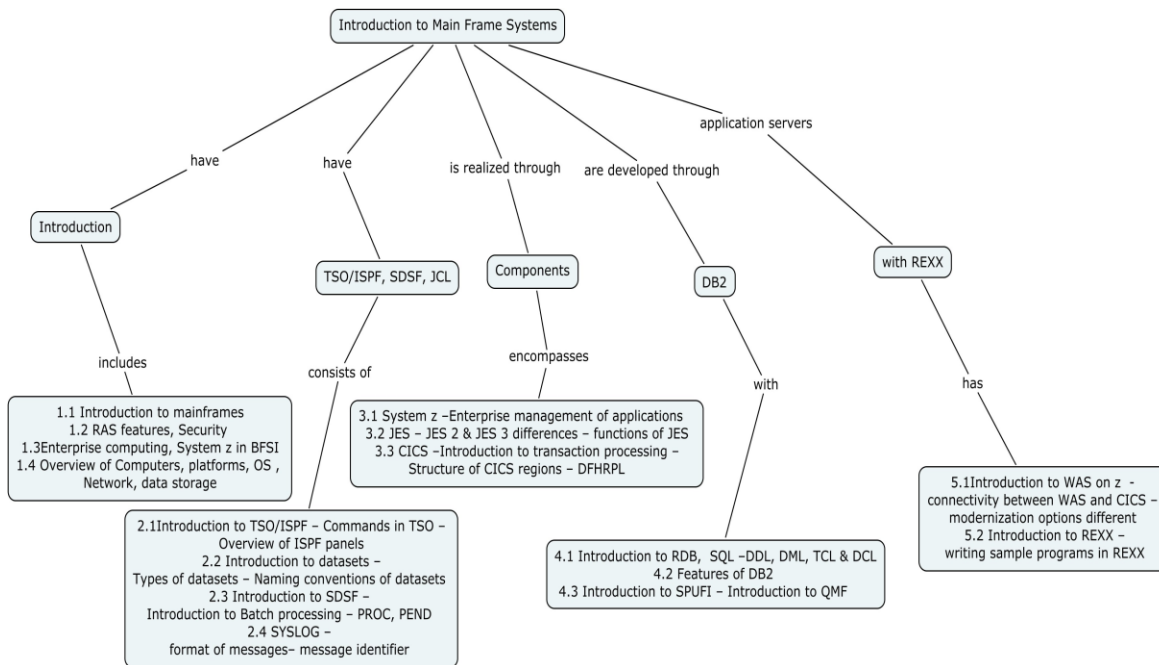 Introduction to Main Frame Systems
application servers
have
have
is realized through
are developed through
Introduction
TSO/ISPF, SDSF, JCL
Components
DB2
with REXX
includes
consists of
encompasses
with
has
1.1 Introduction to mainframes
1.2 RAS features, Security
1.3Enterprise computing, System z in BFSI
1.4 Overview of Computers, platforms, OS ,
Network, data storage
2.1Introduction to TSO/ISPF – Commands in TSO –
Overview of ISPF panels
2.2 Introduction to datasets –
Types of datasets – Naming conventions of datasets
2.3 Introduction to SDSF –
Introduction to Batch processing – PROC, PEND
2.4 SYSLOG –
format of messages– message identifier
3.1 System z –Enterprise management of applications
3.2 JES – JES 2 & JES 3 differences – functions of JES
3.3 CICS –Introduction to transaction processing –
Structure of CICS regions – DFHRPL
4.1 Introduction to RDB, SQL –DDL, DML, TCL & DCL
4.2 Features of DB2
4.3 Introduction to SPUFI – Introduction to QMF
5.1Introduction to WAS on z -
connectivity between WAS and CICS –
modernization options different
5.2 Introduction to REXX –
writing sample programs in REXX